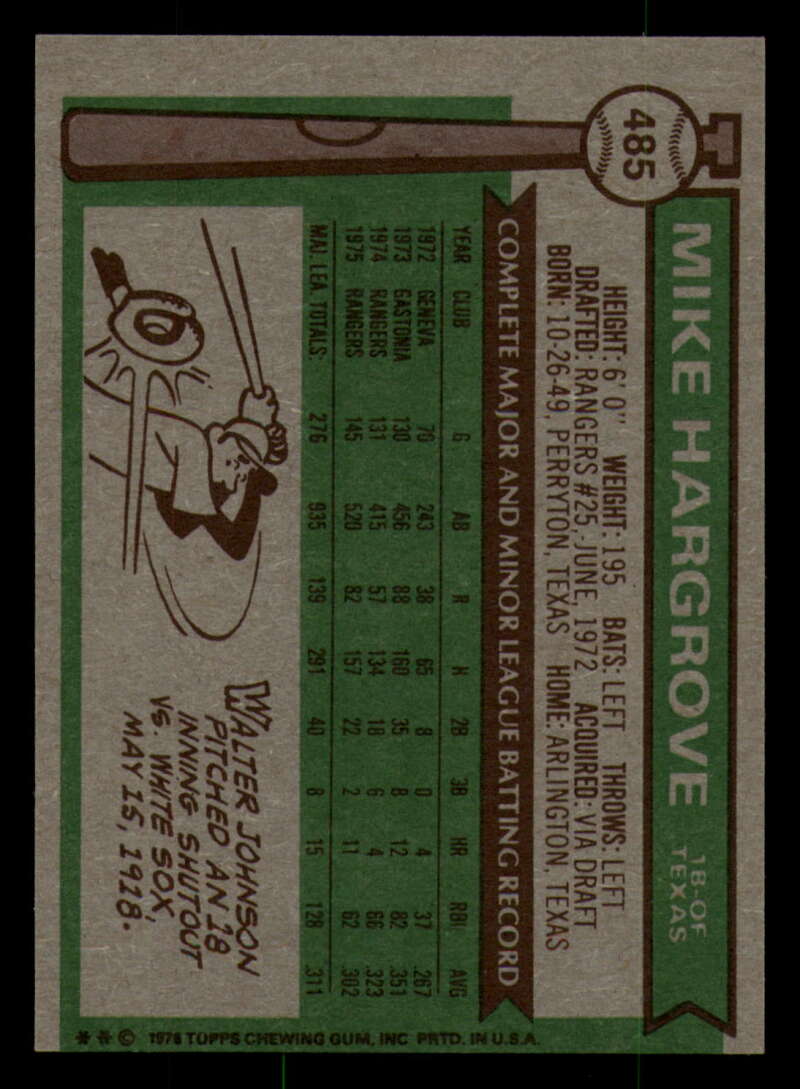 485
MIKE HARGROVE
1B-OF
TEXAS
HEIGHT: 6' 0" WEIGHT: 195 BATS: LEFT THROWS: LEFT
DRAFTED: RANGERS #25, JUNE, 1972 ACQUIRED: VIA DRAFT
BORN: 10-26-49, PERRYTON, TEXAS HOME: ARLINGTON, TEXAS
COMPLETE MAJOR AND MINOR LEAGUE BATTING RECORD
YEAR CLUB G AB R H 2B 3B HR RBI AVG
1972 GENEVA 70 243 38 65 8 0 4 37 .267
1973 GASTONIA 130 456 88 160 35 8 12 82 .351
1974 RANGERS 131 415 57 134 18 6 4 66 .323
1975 RANGERS 145 520 82 157 22 2 11 62 .302
MAJ. LEA. TOTALS: 276 935 139 291 40 8 15 128 .311
WALTER JOHNSON
PITCHED AN 18
INNING SHUTOUT
VS. WHITE SOX,
MAY 15, 1918.
** © 1976 TOPPS CHEWING GUM, INC PRTD. IN U.S.A.